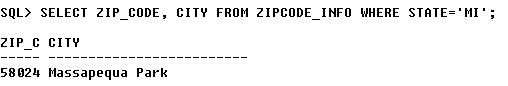 SQL> SELECT ZIP_CODE, CITY FROM ZIPCODE_INFO WHERE STATE='MI';
ZIP_C CITY
----- -------------------------
58024 Massapequa Park